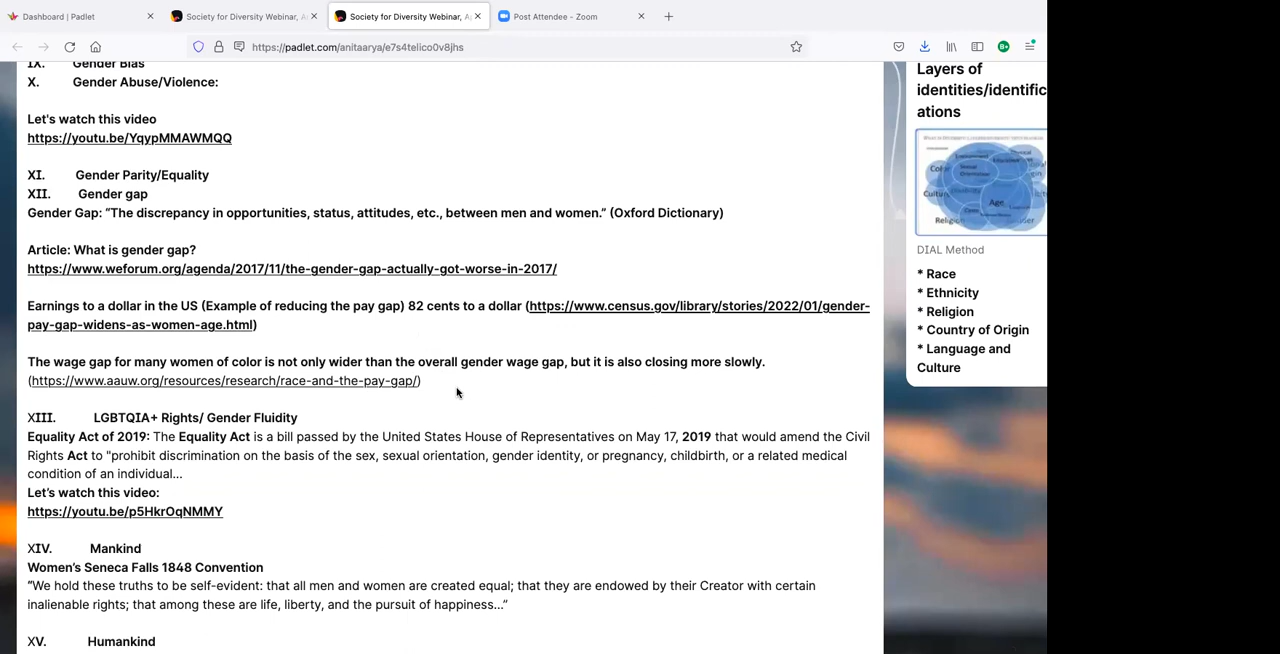 Dashboard | Padlet
Society for Diversity Webinar, A
Society for Diversity Webinar, A
Post Attendee - Zoom
https://padlet.com/anitaarya/e7s4telico0v8jhs
IX. Gender Bias
X. Gender Abuse/Violence:
Let's watch this video
https://youtu.be/YqypMMAWMQQ
XI. Gender Parity/Equality
XII. Gender gap
Gender Gap: “The discrepancy in opportunities, status, attitudes, etc., between men and women.” (Oxford Dictionary)
Article: What is gender gap?
https://www.weforum.org/agenda/2017/11/the-gender-gap-actually-got-worse-in-2017/
Earnings to a dollar in the US (Example of reducing the pay gap) 82 cents to a dollar (https://www.census.gov/library/stories/2022/01/gender-
pay-gap-widens-as-women-age.html)
The wage gap for many women of color is not only wider than the overall gender wage gap, but it is also closing more slowly.
(https://www.aauw.org/resources/research/race-and-the-pay-gap/)
XIII. LGBTQIA+ Rights/ Gender Fluidity
Equality Act of 2019: The Equality Act is a bill passed by the United States House of Representatives on May 17, 2019 that would amend the Civil
Rights Act to "prohibit discrimination on the basis of the sex, sexual orientation, gender identity, or pregnancy, childbirth, or a related medical
condition of an individual...
Let’s watch this video:
https://youtu.be/p5HkrOqNMMY
XIV. Mankind
Women’s Seneca Falls 1848 Convention
“We hold these truths to be self-evident: that all men and women are created equal; that they are endowed by their Creator with certain
inalienable rights; that among these are life, liberty, and the pursuit of happiness...”
XV. Humankind
Layers of
identities/identific
ations
Sexual
Orientation
Age
DIAL Method
* Race
* Ethnicity
* Religion
* Country of Origin
* Language and
Culture